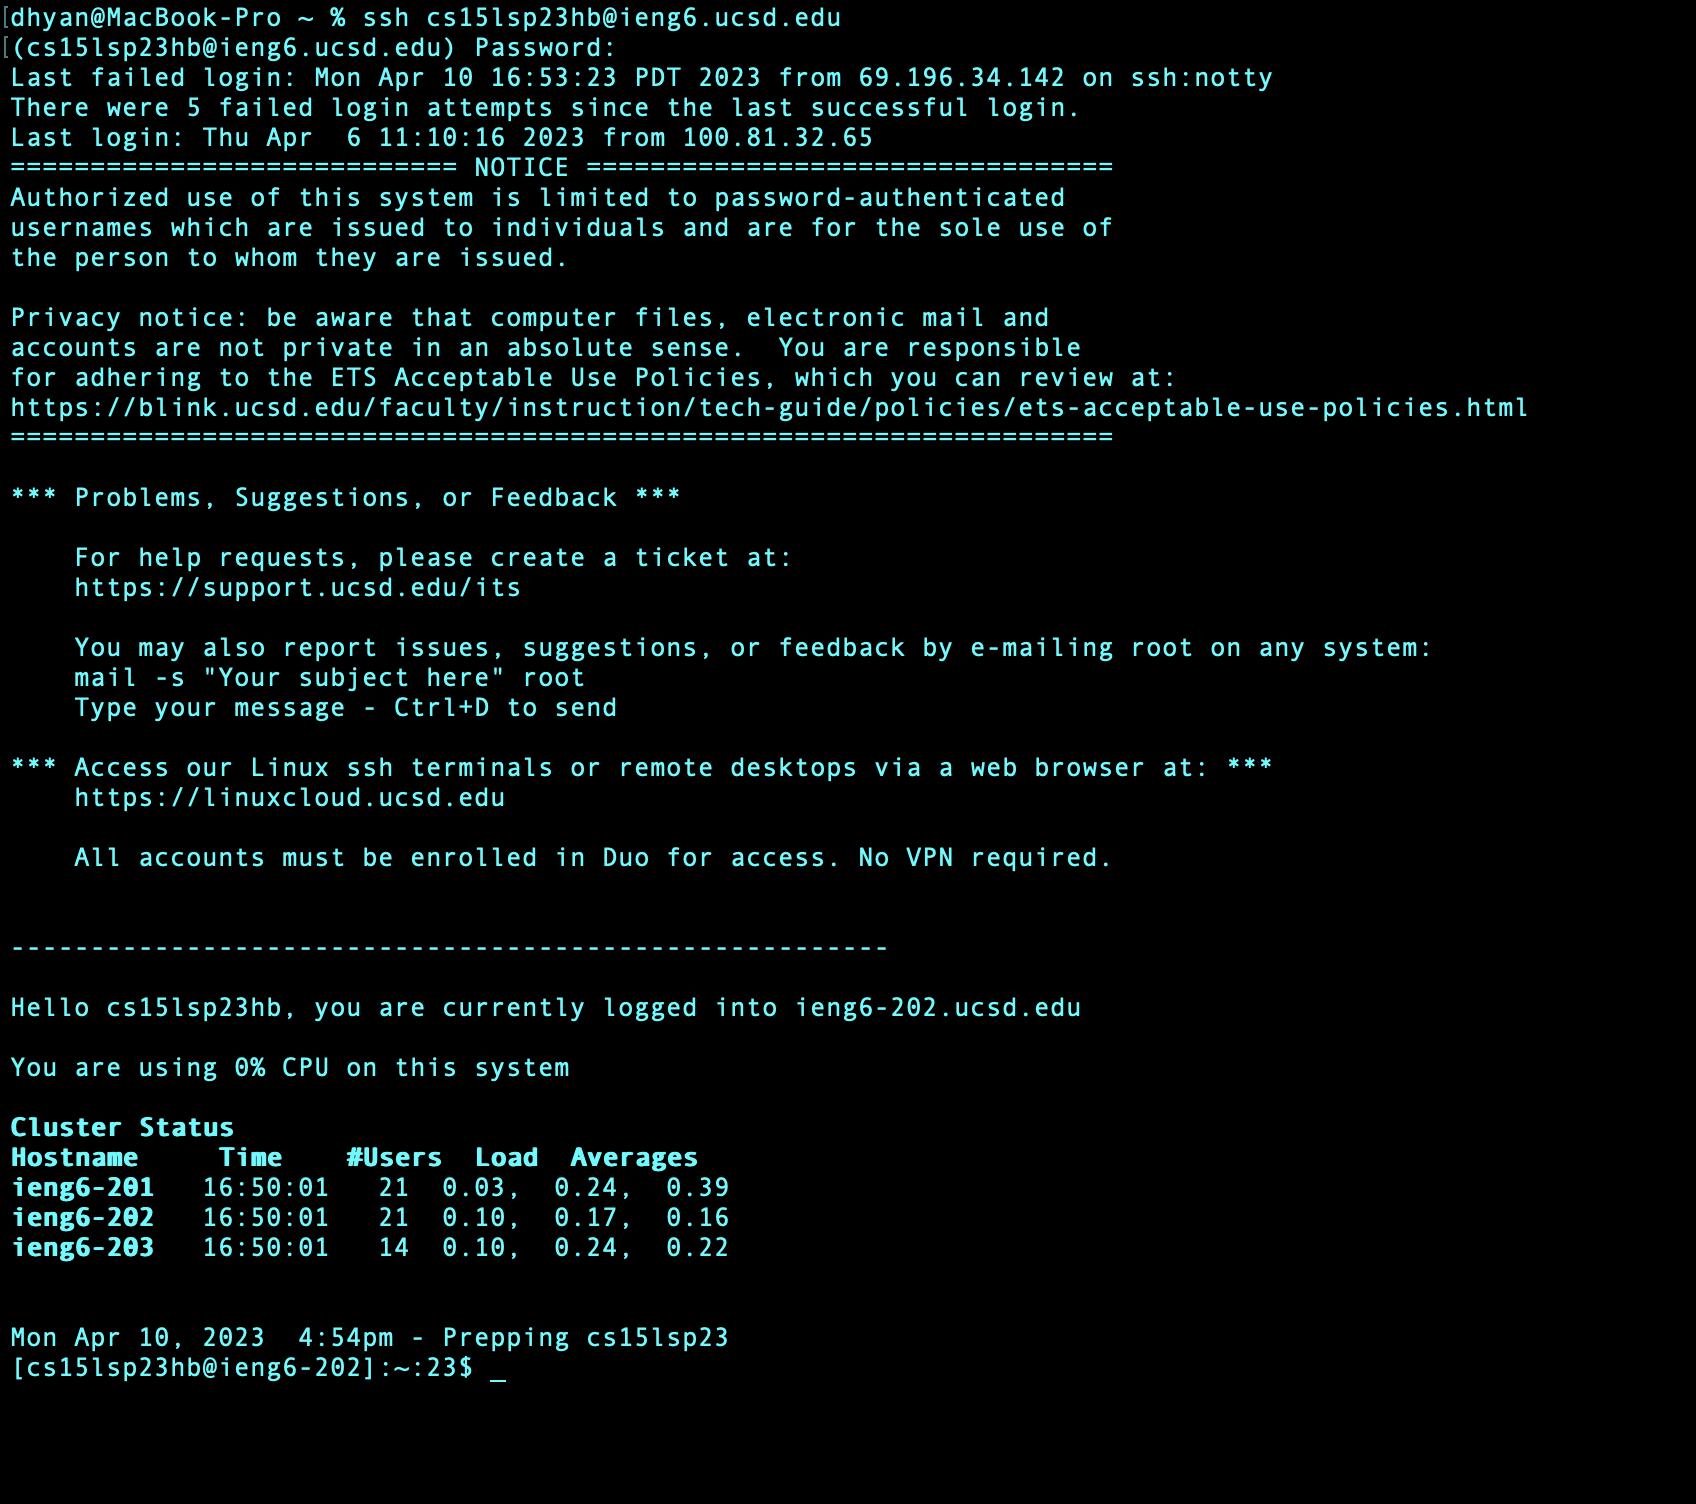 [dhyan@MacBook-Pro ~ % ssh cs15lsp23hb@ieng6.ucsd.edu
[(cs15lsp23hb@ieng6.ucsd.edu) Password:
Last failed login: Mon Apr 10 16:53:23 PDT 2023 from 69.196.34.142 on ssh:notty
There were 5 failed login attempts since the last successful login.
Last login: Thu Apr  6 11:10:16 2023 from 100.81.32.65
============================ NOTICE =================================
Authorized use of this system is limited to password-authenticated
usernames which are issued to individuals and are for the sole use of
the person to whom they are issued.

Privacy notice: be aware that computer files, electronic mail and
accounts are not private in an absolute sense.  You are responsible
for adhering to the ETS Acceptable Use Policies, which you can review at:
https://blink.ucsd.edu/faculty/instruction/tech-guide/policies/ets-acceptable-use-policies.html
=====================================================================

*** Problems, Suggestions, or Feedback ***

    For help requests, please create a ticket at:
    https://support.ucsd.edu/its

    You may also report issues, suggestions, or feedback by e-mailing root on any system:
    mail -s "Your subject here" root
    Type your message - Ctrl+D to send

*** Access our Linux ssh terminals or remote desktops via a web browser at: ***
    https://linuxcloud.ucsd.edu

    All accounts must be enrolled in Duo for access. No VPN required.

-------------------------------------------------------

Hello cs15lsp23hb, you are currently logged into ieng6-202.ucsd.edu

You are using 0% CPU on this system

Cluster Status
Hostname     Time    #Users  Load  Averages
ieng6-201   16:50:01   21  0.03,  0.24,  0.39
ieng6-202   16:50:01   21  0.10,  0.17,  0.16
ieng6-203   16:50:01   14  0.10,  0.24,  0.22

Mon Apr 10, 2023  4:54pm - Prepping cs15lsp23
[cs15lsp23hb@ieng6-202]:~:23$ _